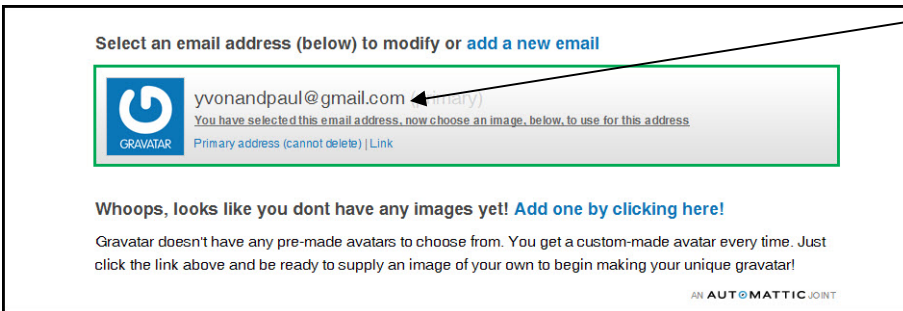 Select an email address (below) to modify or add a new email
yvonandpaul@gmail.com (primary)
You have selected this email address, now choose an image, below, to use for this address
GRAVATAR
Primary address (cannot delete) | Link
Whoops, looks like you dont have any images yet! Add one by clicking here!
Gravatar doesn't have any pre-made avatars to choose from. You get a custom-made avatar every time. Just
click the link above and be ready to supply an image of your own to begin making your unique gravatar!
AN AUTOMATTIC JOINT